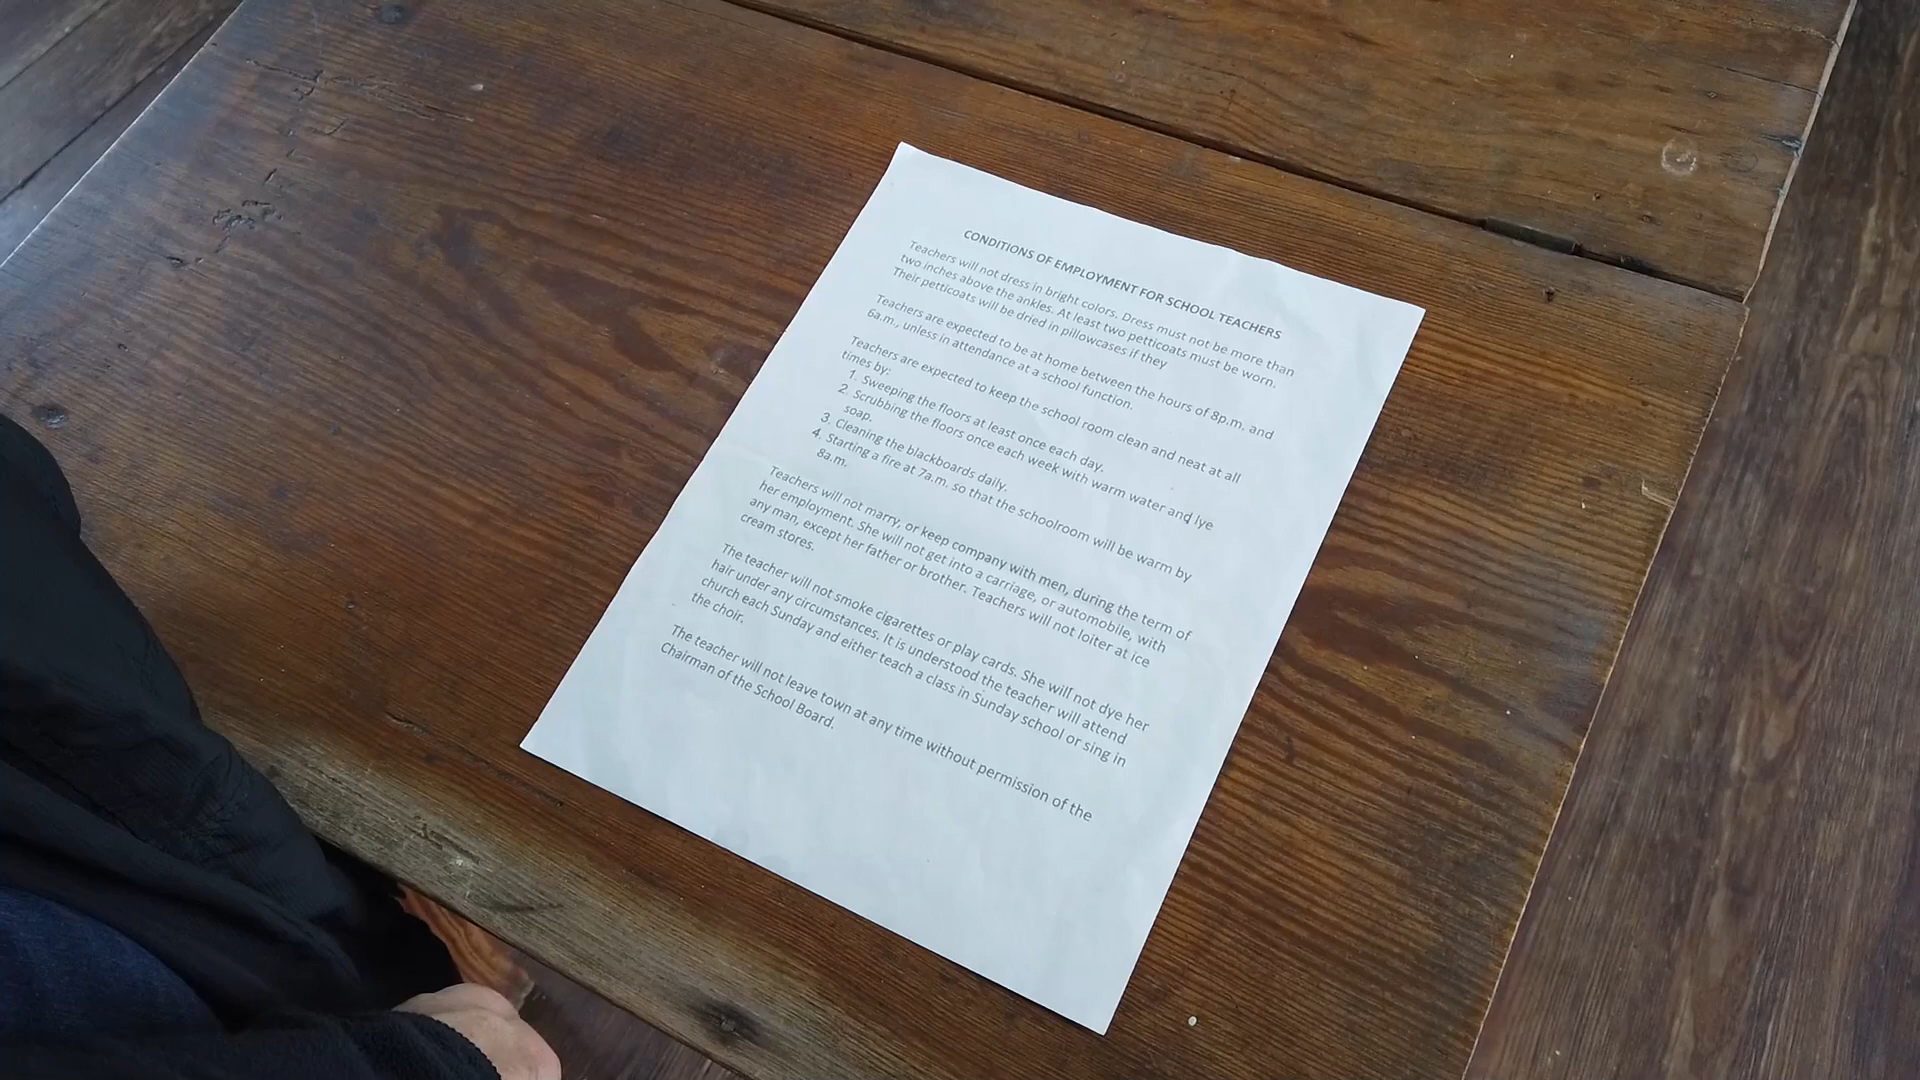 CONDITIONS OF EMPLOYMENT FOR SCHOOL TEACHERS
Teachers will not dress in bright colors. Dress must not be more than
two inches above the ankles. At least two petticoats must be worn.
Their petticoats will be dried in pillowcases if they
Teachers are expected to be at home between the hours of 8p.m. and
6a.m., unless in attendance at a school function.
Teachers are expected to keep the school room clean and neat at all
times by:
1. Sweeping the floors at least once each day.
2. Scrubbing the floors once each week with warm water and lye
soap.
3. Cleaning the blackboards daily.
4. Starting a fire at 7a.m. so that the schoolroom will be warm by
8a.m.
Teachers will not marry, or keep company with men, during the term of
her employment. She will not get into a carriage, or automobile, with
any man, except her father or brother. Teachers will not loiter at ice
cream stores.
The teacher will not smoke cigarettes or play cards. She will not dye her
hair under any circumstances. It is understood the teacher will attend
church each Sunday and either teach a class in Sunday school or sing in
the choir.
The teacher will not leave town at any time without permission of the
Chairman of the School Board.